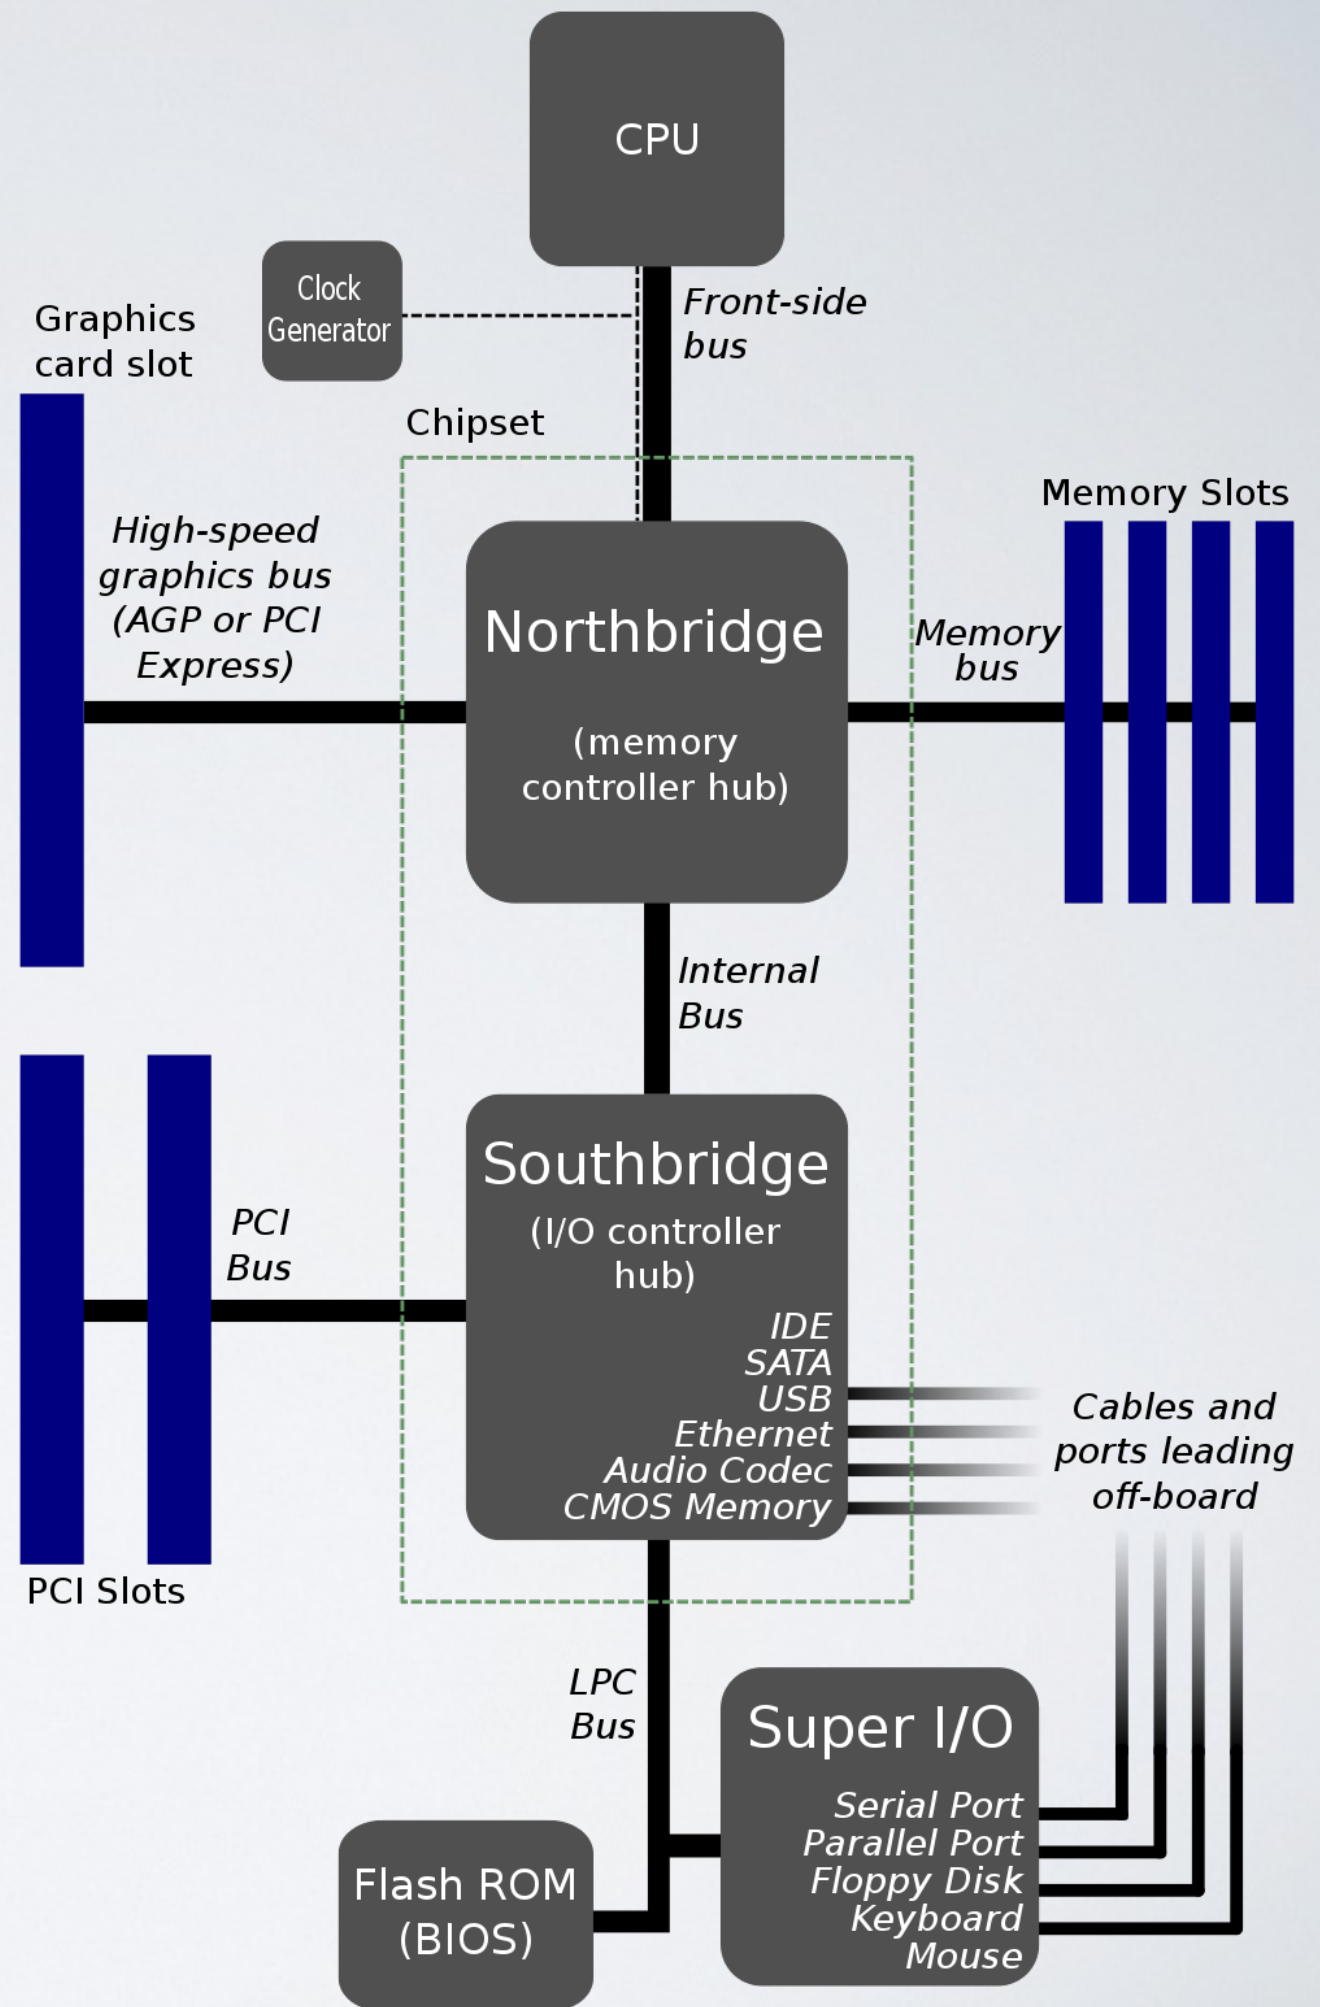 CPU
Clock
Generator
Front-side
bus
Graphics
card slot
Chipset
High-speed
graphics bus
(AGP or PCI
Express)
Northbridge
(memory
controller hub)
Memory Slots
Memory
bus
Internal
Bus
Southbridge
(I/O controller
hub)
IDE
SATA
USB
Ethernet
Audio Codec
CMOS Memory
PCI
Bus
PCI Slots
Cables and
ports leading
off-board
LPC
Bus
Super I/O
Serial Port
Parallel Port
Floppy Disk
Keyboard
Mouse
Flash ROM
(BIOS)